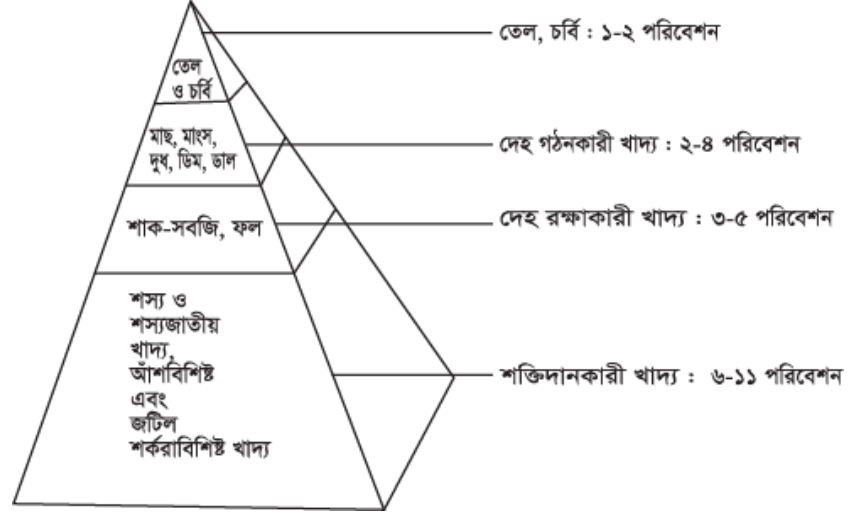 তেল, চর্বি : ১-২ পরিবেশন
তেল
ও চর্বি
মাছ, মাংস,
দুধ, ডিম, ডাল
দেহ গঠনকারী খাদ্য : ২-৪ পরিবেশন
শাক-সবজি, ফল
দেহ রক্ষাকারী খাদ্য : ৩-৫ পরিবেশন
শস্য ও
শস্যজাতীয়
খাদ্য,
আঁশবিশিষ্ট
এবং
জটিল
শর্করাবিশিষ্ট খাদ্য
শক্তিদানকারী খাদ্য : ৬-১১ পরিবেশন